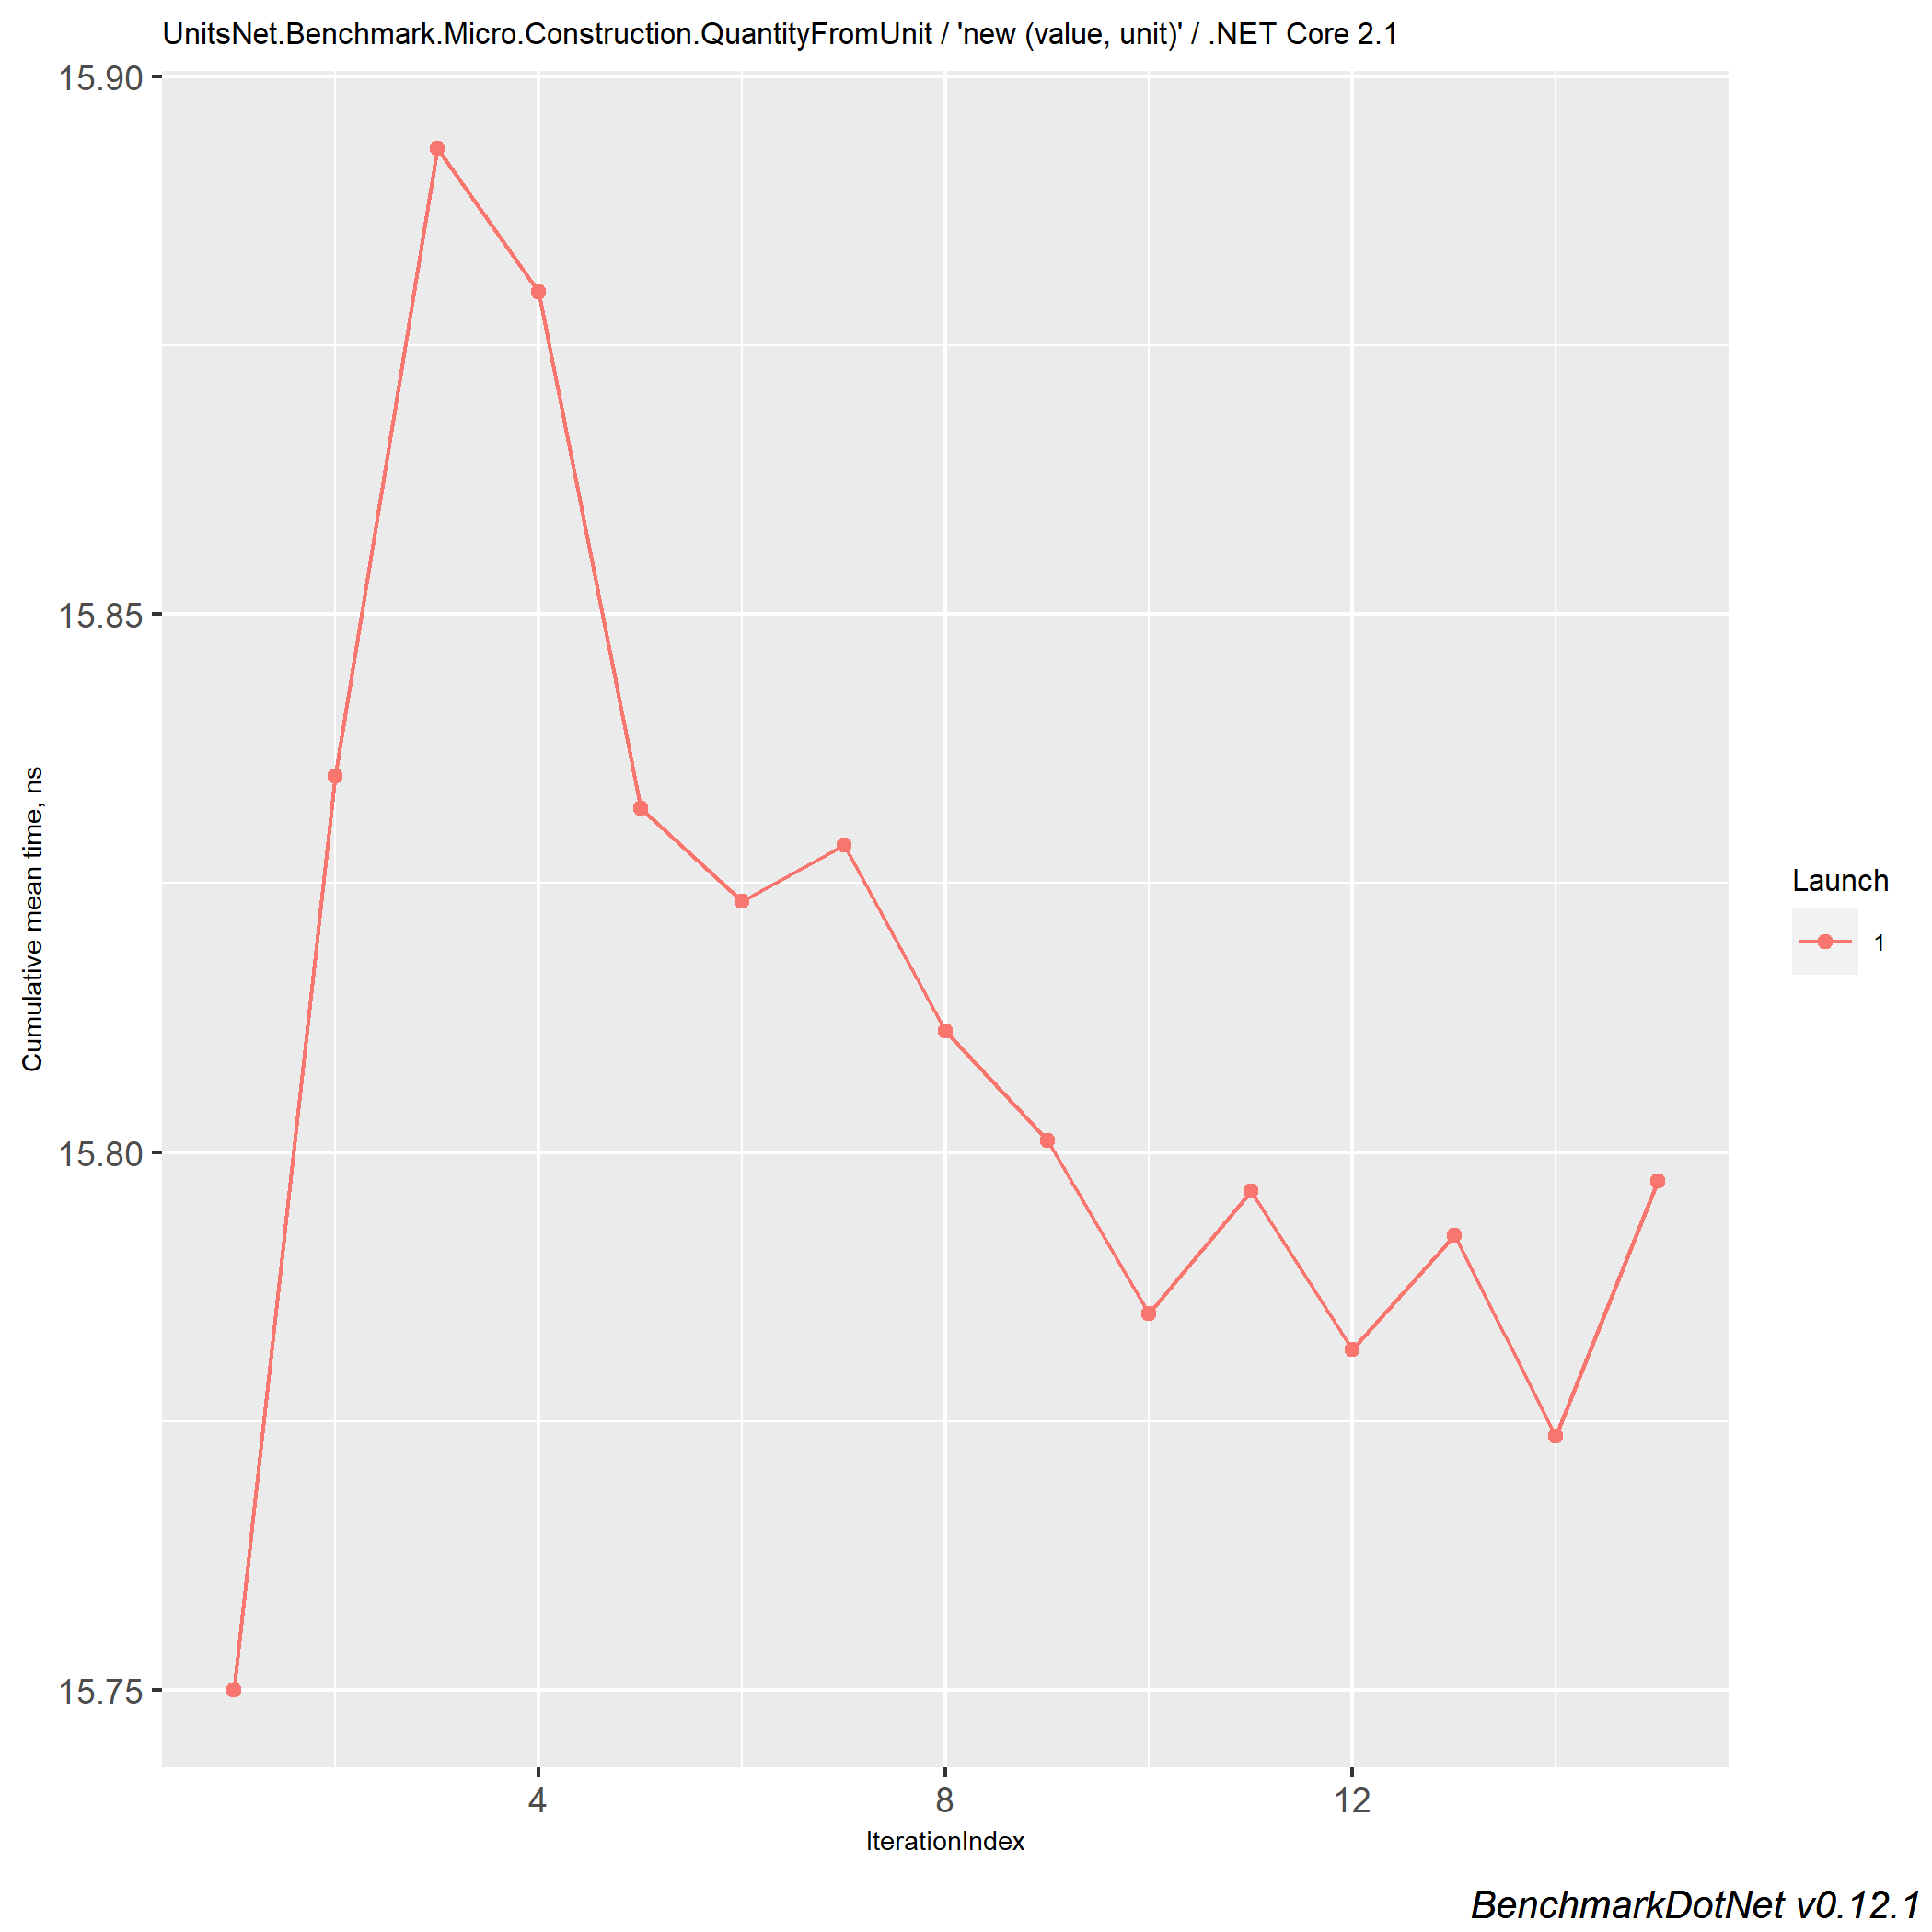 UnitsNet.Benchmark.Micro.Construction.QuantityFromUnit / 'new (value, unit)' / .NET Core 2.1
15.90
15.85
15.80
15.75
Cumulative mean time, ns
4
8
12
IterationIndex
Launch
1
BenchmarkDotNet v0.12.1